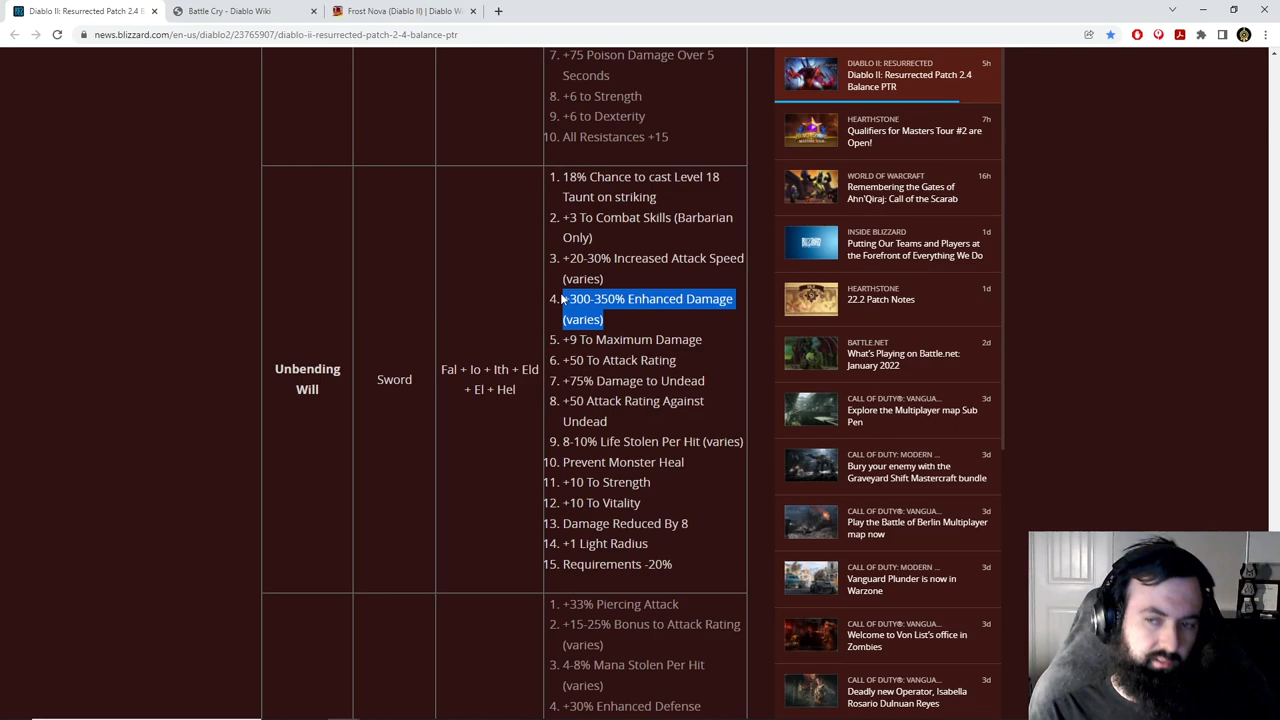 Diablo II: Resurrected Patch 2.4 B
Battle Cry - Diablo Wiki
Frost Nova (Diablo II) | Diablo W
news.blizzard.com/en-us/diablo2/23765907/diablo-ii-resurrected-patch-2-4-balance-ptr
7. +75 Poison Damage Over 5
Seconds
8. +6 to Strength
9. +6 to Dexterity
10. All Resistances +15
Unbending
Will
Sword
Fal + Io + Ith + Eld
+ El + Hel
1. 18% Chance to cast Level 18
Taunt on striking
2. +3 To Combat Skills (Barbarian
Only)
3. +20-30% Increased Attack Speed
(varies)
4. +300-350% Enhanced Damage
(varies)
5. +9 To Maximum Damage
6. +50 To Attack Rating
7. +75% Damage to Undead
8. +50 Attack Rating Against
Undead
9. 8-10% Life Stolen Per Hit (varies)
10. Prevent Monster Heal
11. +10 To Strength
12. +10 To Vitality
13. Damage Reduced By 8
14. +1 Light Radius
15. Requirements -20%
1. +33% Piercing Attack
2. +15-25% Bonus to Attack Rating
(varies)
3. 4-8% Mana Stolen Per Hit
(varies)
4. +30% Enhanced Defense
DIABLO II: RESURRECTED
5h
Diablo II: Resurrected Patch 2.4
Balance PTR
HEARTHSTONE
7h
Qualifiers for Masters Tour #2 are
Open!
WORLD OF WARCRAFT
16h
Remembering the Gates of
Ahn'Qiraj: Call of the Scarab
INSIDE BLIZZARD
1d
Putting Our Teams and Players at
the Forefront of Everything We Do
HEARTHSTONE
1d
22.2 Patch Notes
BATTLE.NET
2d
What's Playing on Battle.net:
January 2022
CALL OF DUTY®: VANGUA...
3d
Explore the Multiplayer map Sub
Pen
CALL OF DUTY: MODERN ...
3d
Bury your enemy with the
Graveyard Shift Mastercraft bundle
CALL OF DUTY®: VANGUA...
3d
Play the Battle of Berlin Multiplayer
map now
CALL OF DUTY: MODERN ...
3d
Vanguard Plunder is now in
Warzone
CALL OF DUTY®: VANGUA...
3d
Welcome to Von List's office in
Zombies
CALL OF DUTY®: VANGUA...
3d
Deadly new Operator, Isabella
Rosario Dulnuan Reyes